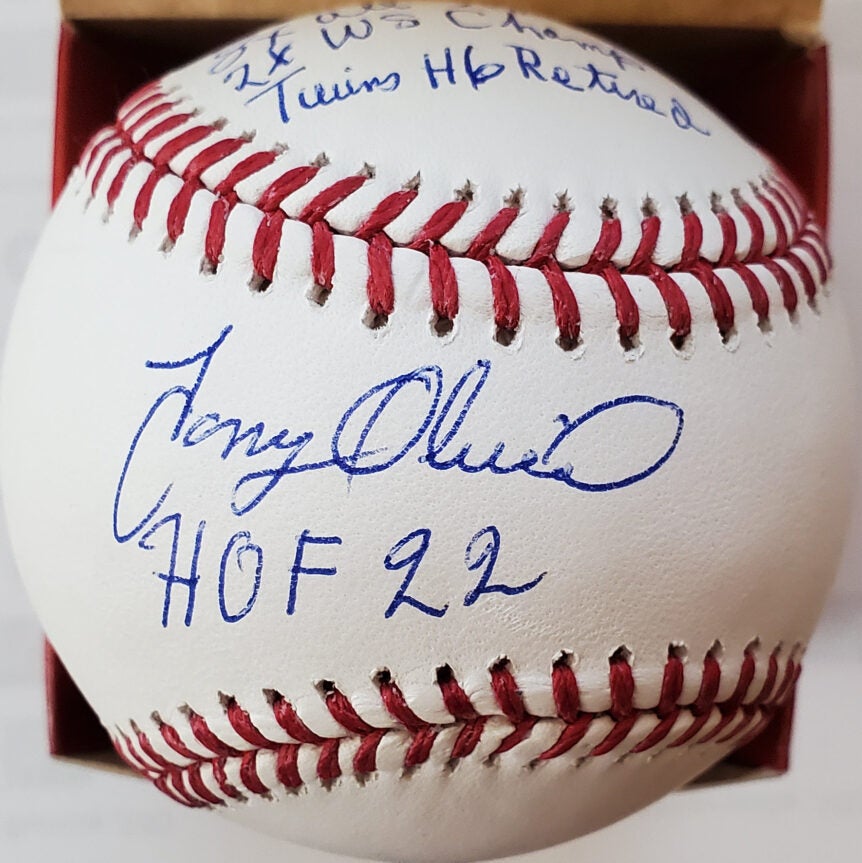 2x WS Champ
Twins #6 Retired
Tony Oliva
HOF 22